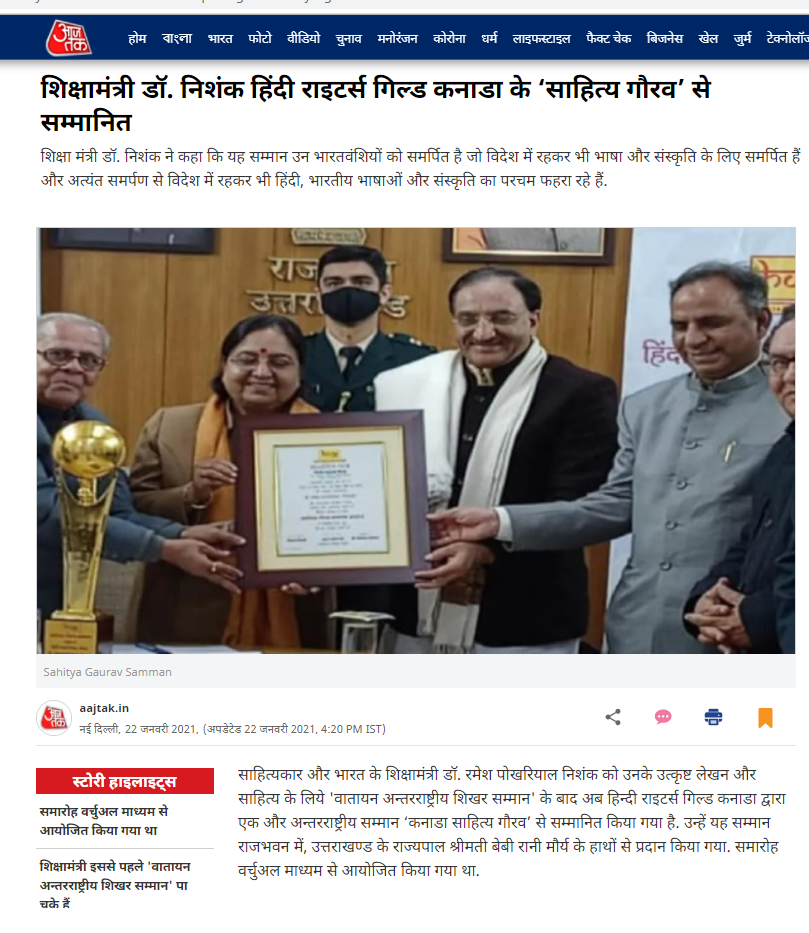 आज
तक
होम बাংলা भारत फोटो वीडियो चुनाव मनोरंजन कोरोना धर्म लाइफस्टाइल फैक्ट चेक बिजनेस खेल जुर्म
शिक्षामंत्री डॉ. निशंक हिंदी राइटर्स गिल्ड कनाडा के ‘साहित्य गौरव’ से
सम्मानित
शिक्षा मंत्री डॉ. निशंक ने कहा कि यह सम्मान उन भारतवंशियों को समर्पित है जो विदेश में रहकर भी भाषा और संस्कृति के लिए समर्पित हैं
और अत्यंत समर्पण से विदेश में रहकर भी हिंदी, भारतीय भाषाओं और संस्कृति का परचम फहरा रहे हैं.
Sahitya Gaurav Samman
आज
तक
aajtak.in
नई दिल्ली, 22 जनवरी 2021, (अपडेटेड 22 जनवरी 2021, 4:20 PM IST)
स्टोरी हाइलाइट्स
समारोह वर्चुअल माध्यम से
आयोजित किया गया था
शिक्षामंत्री इससे पहले 'वातायन
अन्तरराष्ट्रीय शिखर सम्मान' पा
चुके हैं
साहित्यकार और भारत के शिक्षामंत्री डॉ. रमेश पोखरियाल निशंक को उनके उत्कृष्ट लेखन और
साहित्य के लिये 'वातायन अन्तरराष्ट्रीय शिखर सम्मान' के बाद अब हिन्दी राइटर्स गिल्ड कनाडा द्वारा
एक और अन्तरराष्ट्रीय सम्मान ‘कनाडा साहित्य गौरव’ से सम्मानित किया गया है. उन्हें यह सम्मान
राजभवन में, उत्तराखण्ड के राज्यपाल श्रीमती बेबी रानी मौर्य के हाथों से प्रदान किया गया. समारोह
वर्चुअल माध्यम से आयोजित किया गया था.